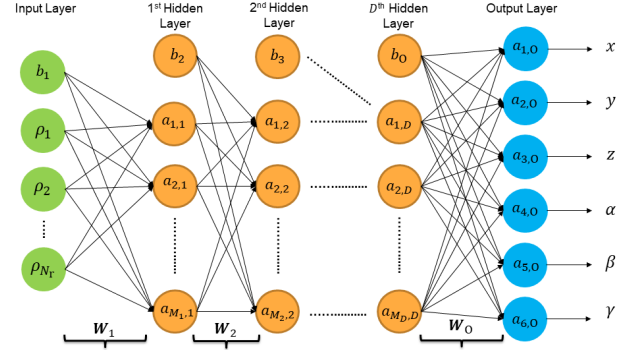 Input Layer
1st Hidden
Layer
2nd Hidden
Layer
Dth Hidden
Layer
Output Layer
b1
ρ1
ρ2
ρNr
b2
a1,1
a2,1
aM1,1
b3
a1,2
a2,2
aM2,2
bO
a1,D
a2,D
aMD,D
a1,O
a2,O
a3,O
a4,O
a5,O
a6,O
x
y
z
α
β
γ
W1
W2
WO